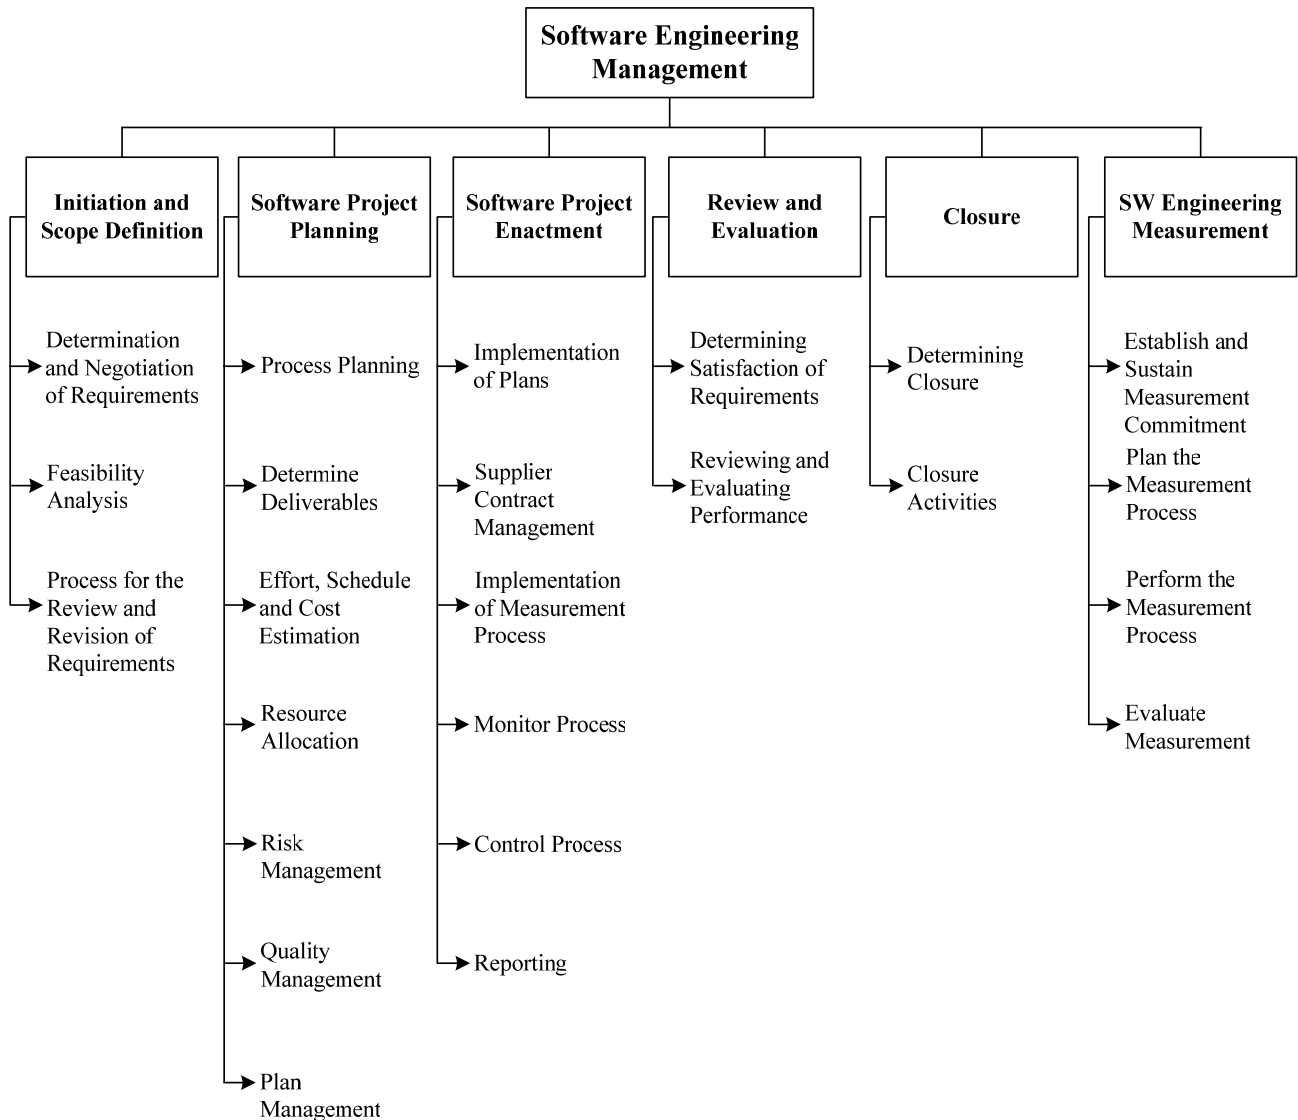 Software Engineering
Management
Initiation and
Scope Definition
Determination
and Negotiation
of Requirements
Feasibility
Analysis
Process for the
Review and
Revision of
Requirements
Software Project
Planning
Process Planning
Determine
Deliverables
Effort, Schedule
and Cost
Estimation
Resource
Allocation
Risk
Management
Quality
Management
Plan
Management
Software Project
Enactment
Implementation
of Plans
Supplier
Contract
Management
Implementation
of Measurement
Process
Monitor Process
Control Process
Reporting
Review and
Evaluation
Determining
Satisfaction of
Requirements
Reviewing and
Evaluating
Performance
Closure
Determining
Closure
Closure
Activities
SW Engineering
Measurement
Establish and
Sustain
Measurement
Commitment
Plan the
Measurement
Process
Perform the
Measurement
Process
Evaluate
Measurement